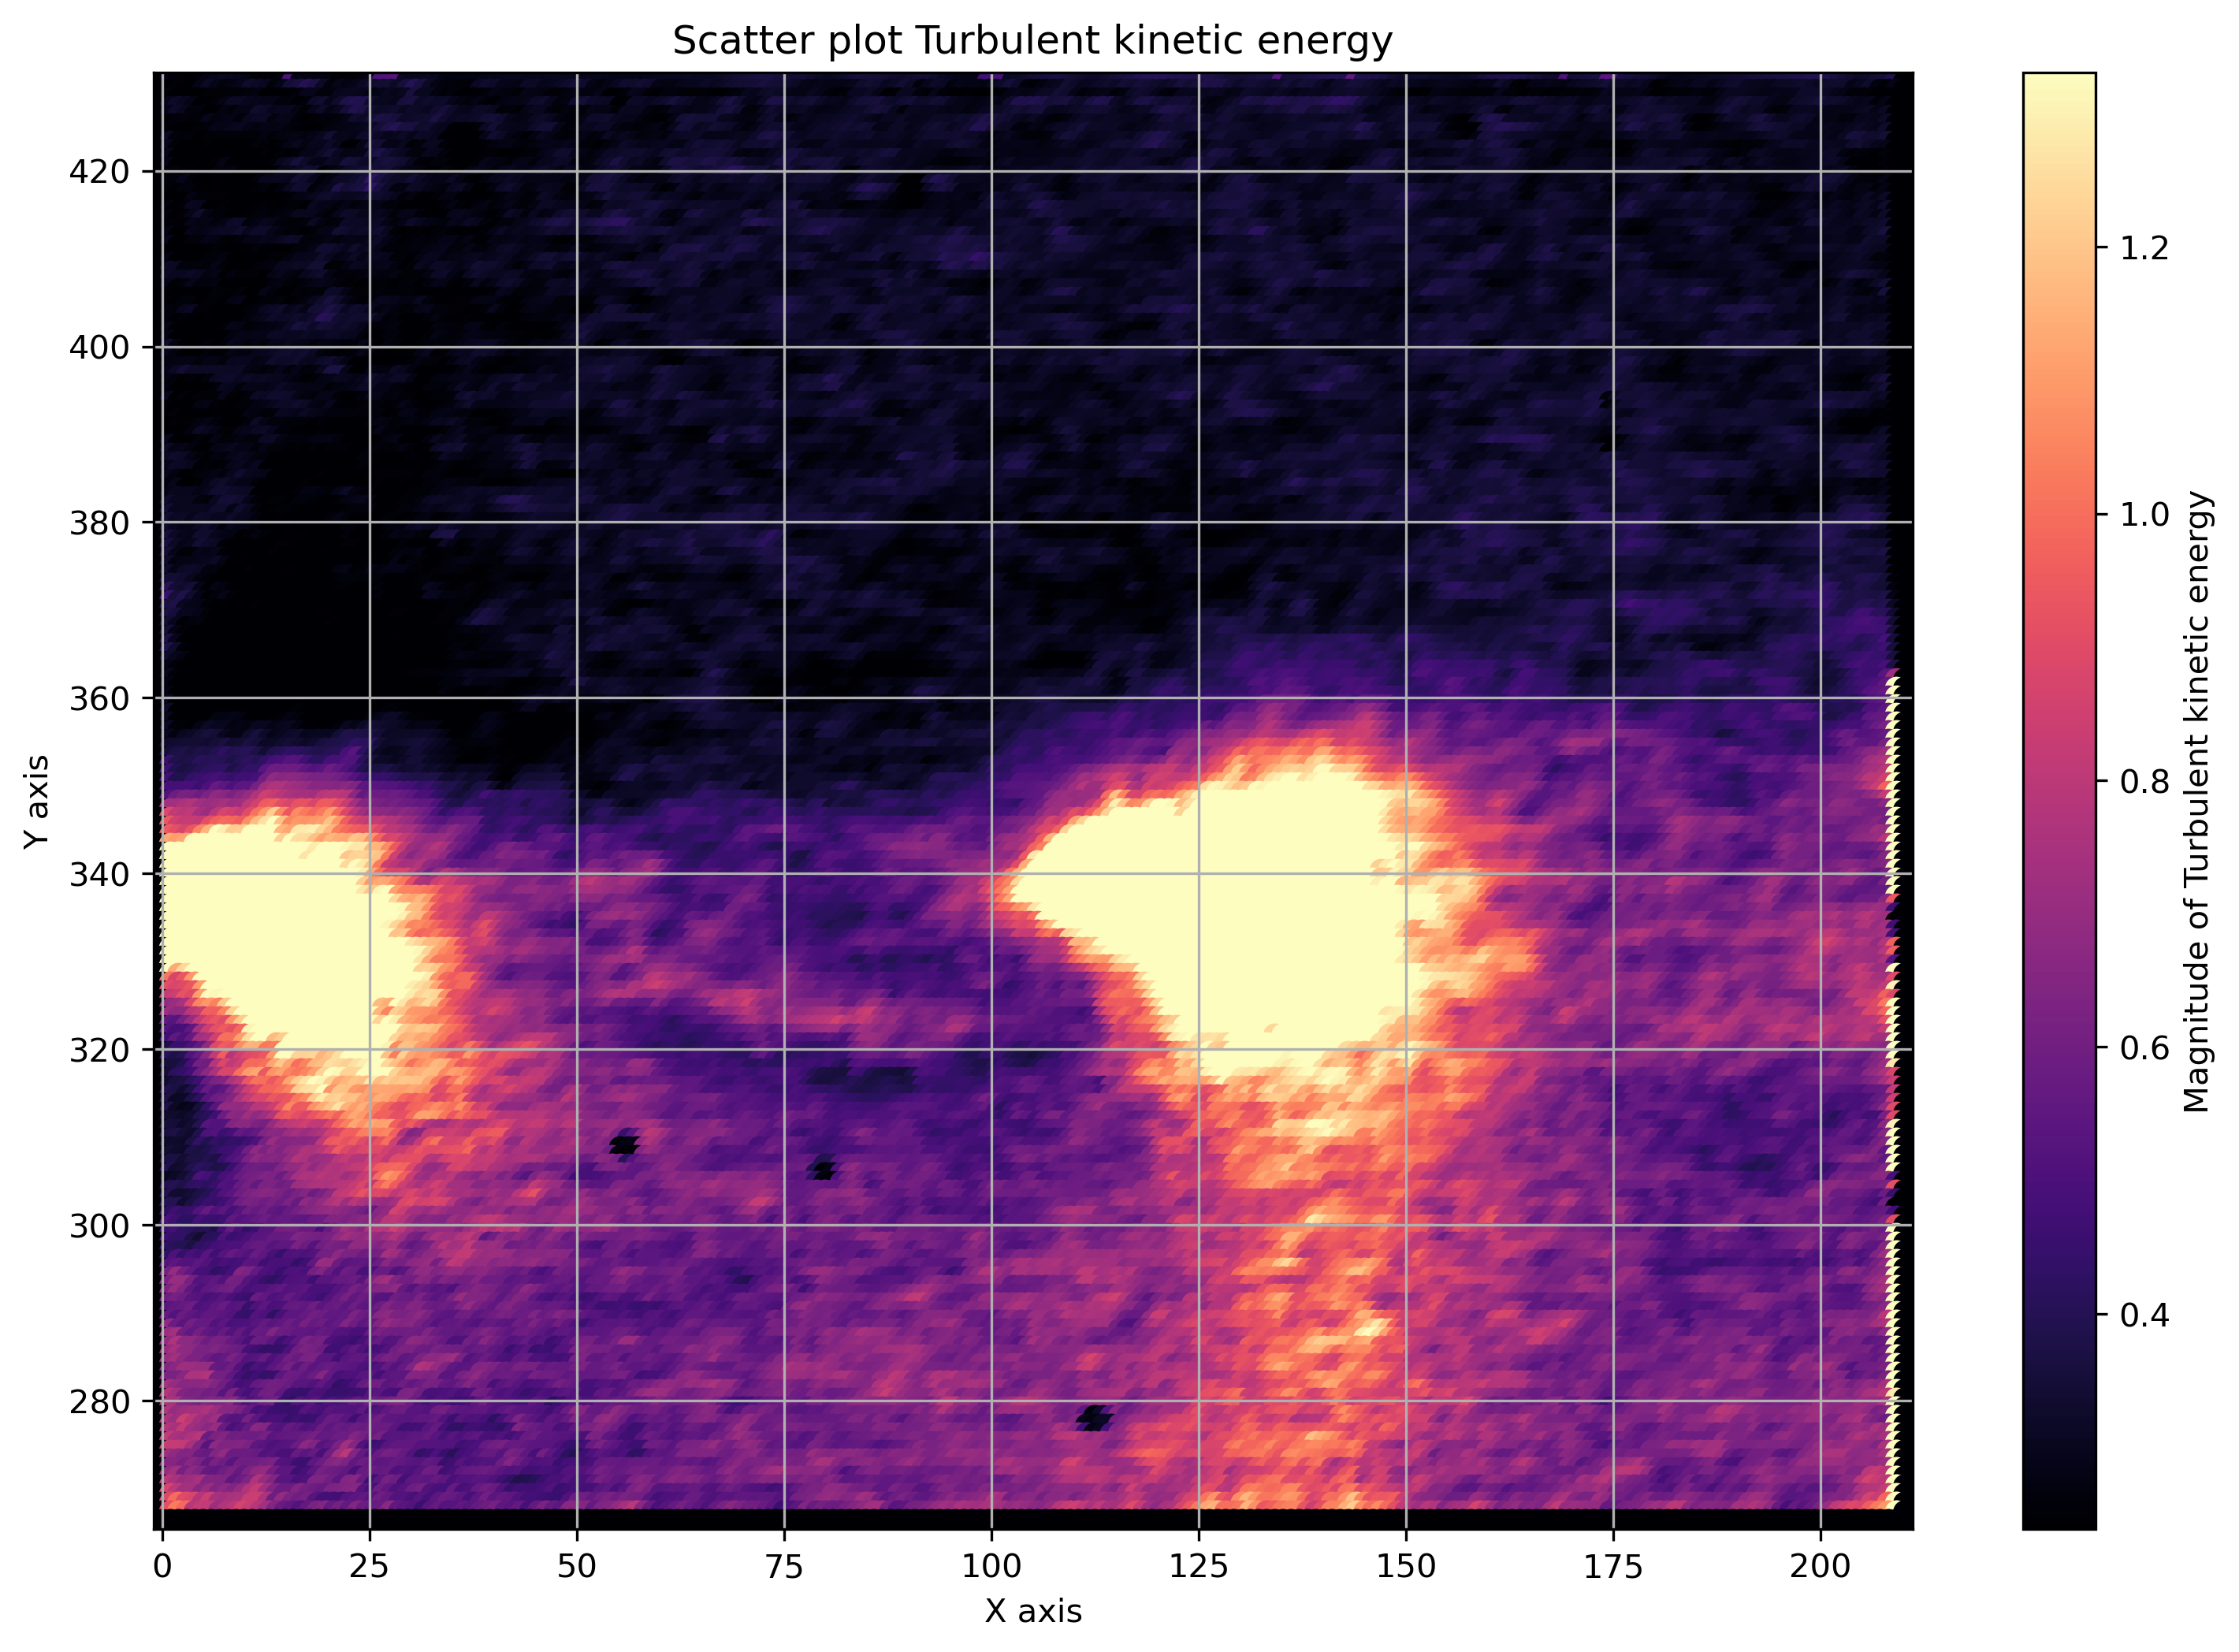 Scatter plot Turbulent kinetic energy
420
400
380
360
340
320
300
280
Y axis
0 25 50 75 100 125 150 175 200
X axis
1.2
1.0
0.8
0.6
0.4
Magnitude of Turbulent kinetic energy